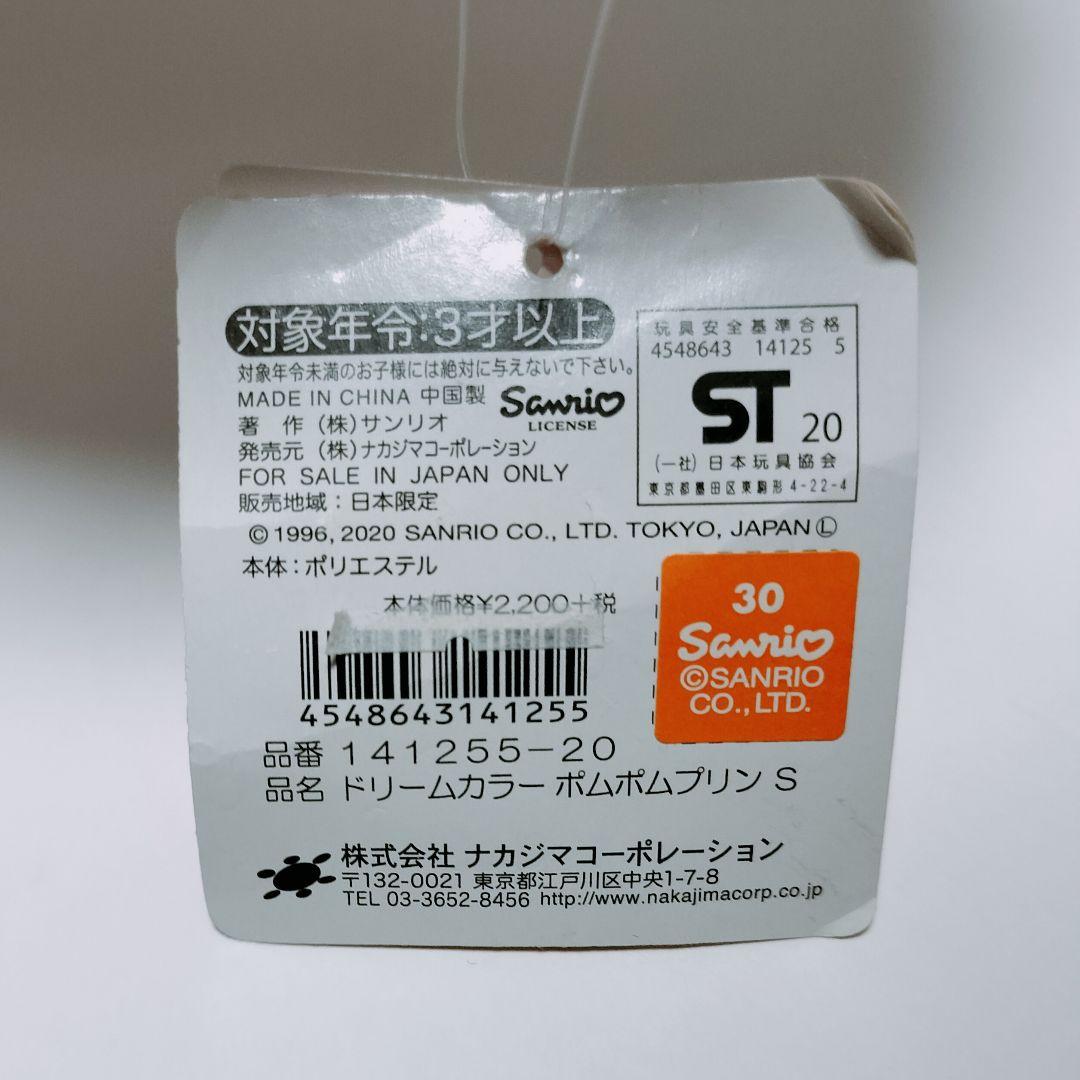 対象年令:3才以上
対象年令未満のお子様には絶対に与えないで下さい。
MADE IN CHINA 中国製
著 作 (株)サンリオ
Sanrio
LICENSE
発売元 (株)ナカジマコーポレーション
FOR SALE IN JAPAN ONLY
販売地域:日本限定
玩具安全基準合格
4548643 14125 5
ST 20
(一社)日本玩具協会
東京都墨田区東駒形4-22-4
©1996, 2020 SANRIO CO., LTD. TOKYO, JAPAN Ⓛ
本体:ポリエステル
本体価格¥2,200+税
4548643141255
30
Sanrio
©SANRIO
CO., LTD.
品番 141255-20
品名 ドリームカラー ポムポムプリン S
株式会社 ナカジマコーポレーション
〒132-0021 東京都江戸川区中央1-7-8
TEL 03-3652-8456 http://www.nakajimacorp.co.jp